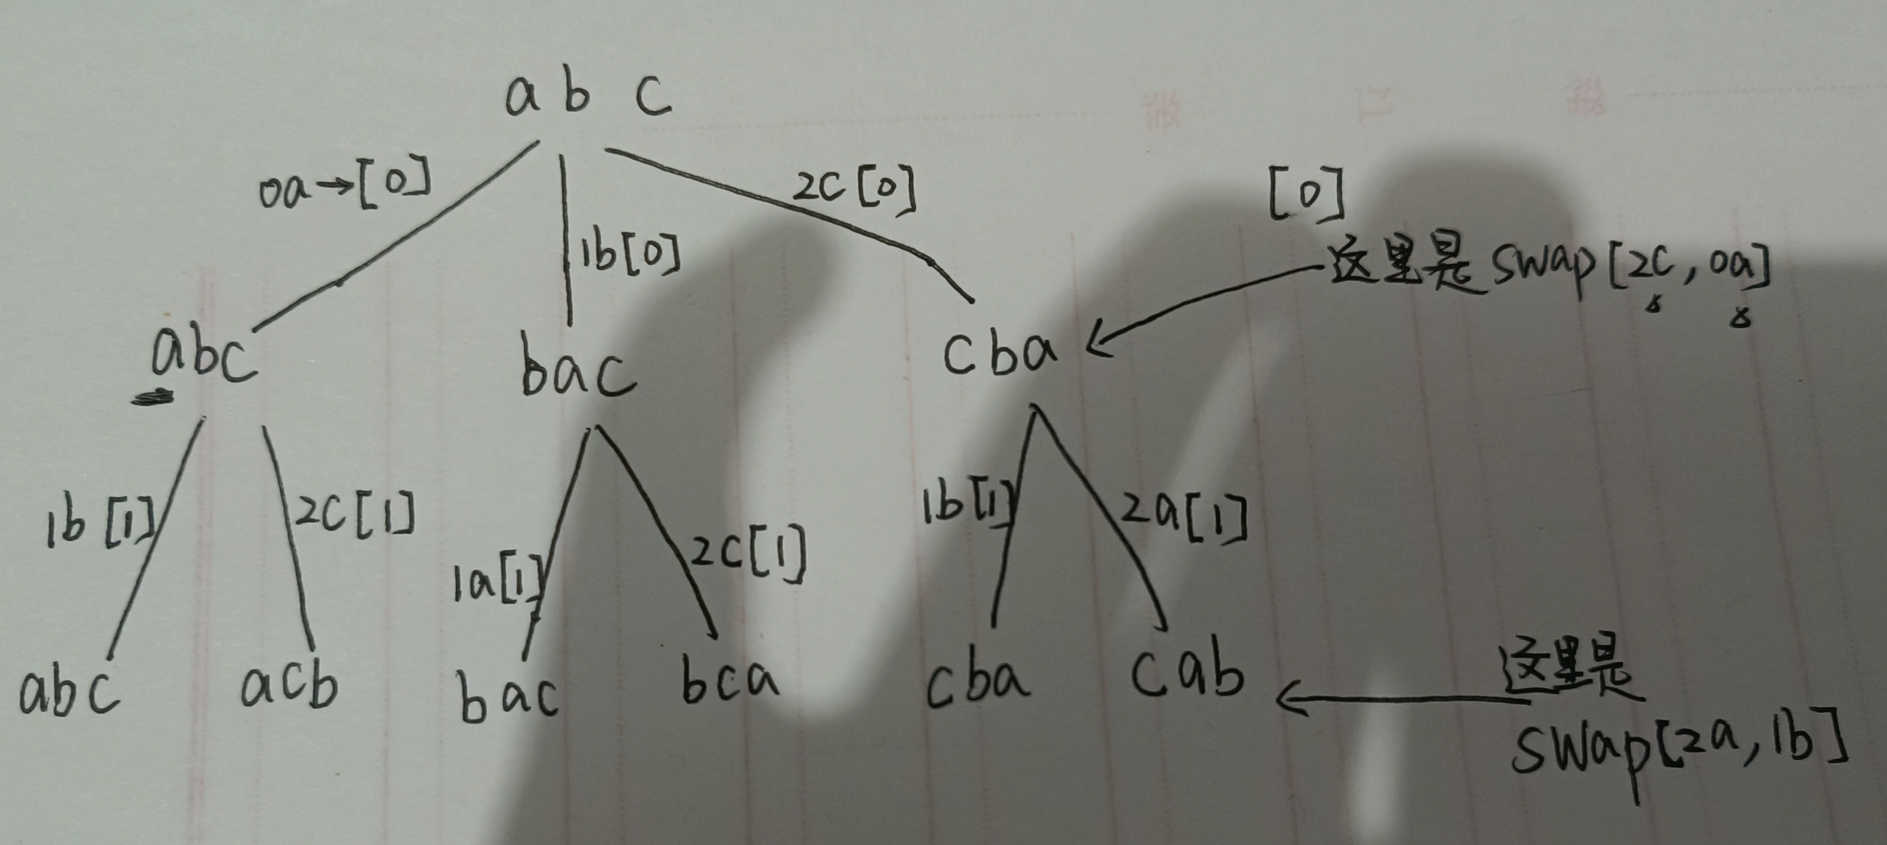 a b c
0a→[0]
1b[0]
2c[0]
[0]
这里是 swap[2c, 0a]
abc
bac
cba
1b[1]
2c[1]
1a[1]
2c[1]
1b[1]
2a[1]
abc
acb
bac
bca
cba
cab
这里是
swap[2a, 1b]